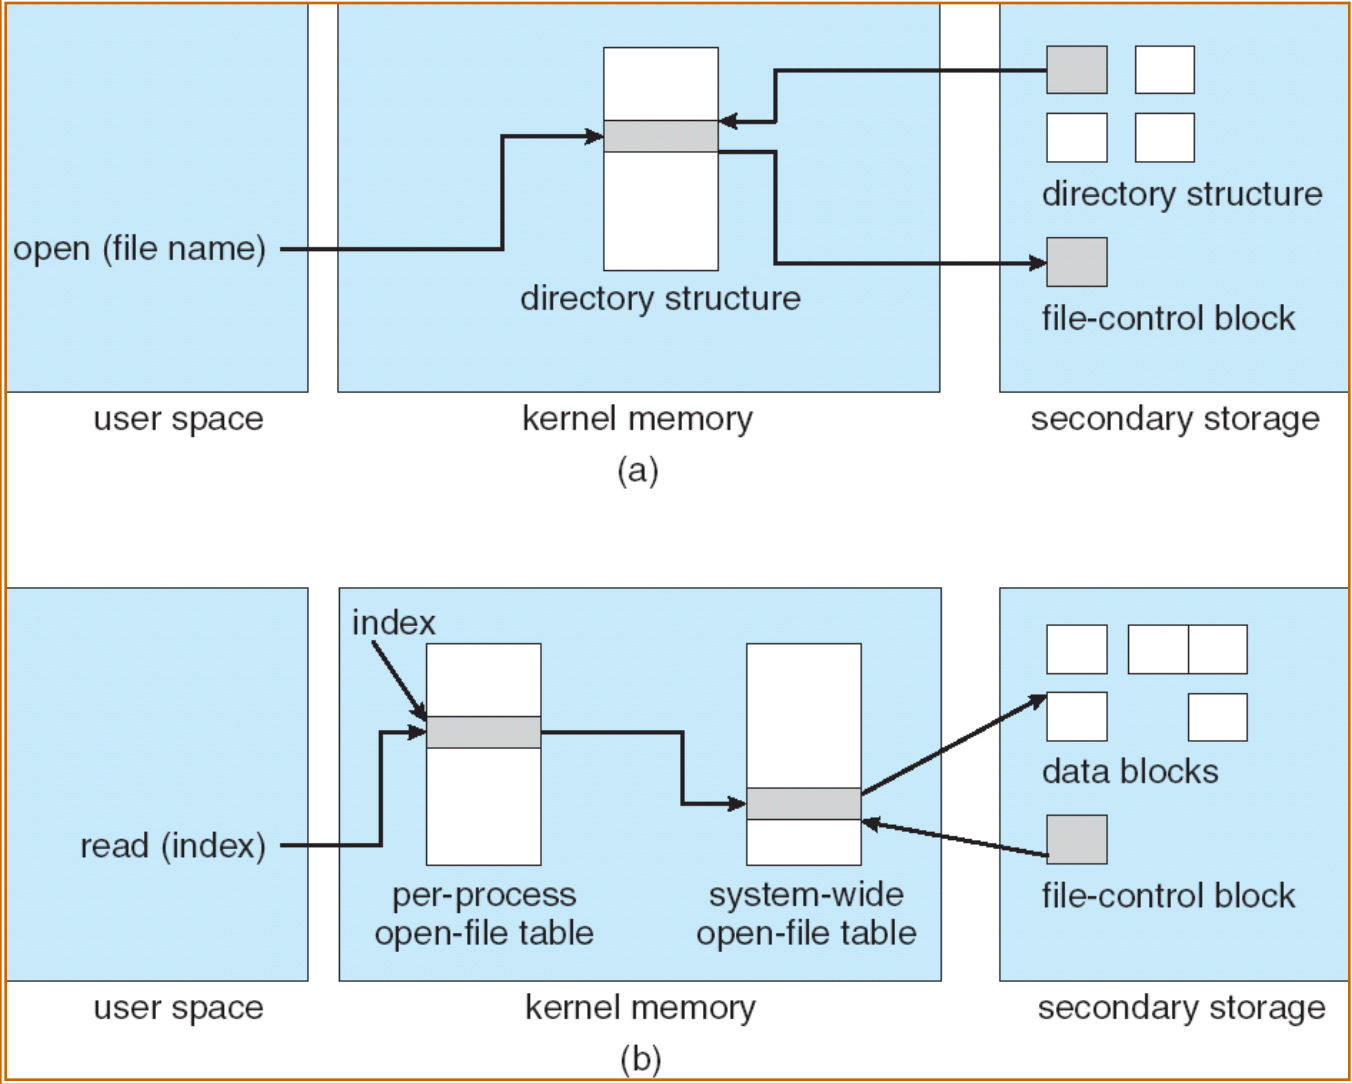 open (file name)
directory structure
directory structure
file-control block
user space
kernel memory
secondary storage
(a)
index
read (index)
per-process
open-file table
system-wide
open-file table
data blocks
file-control block
user space
kernel memory
secondary storage
(b)